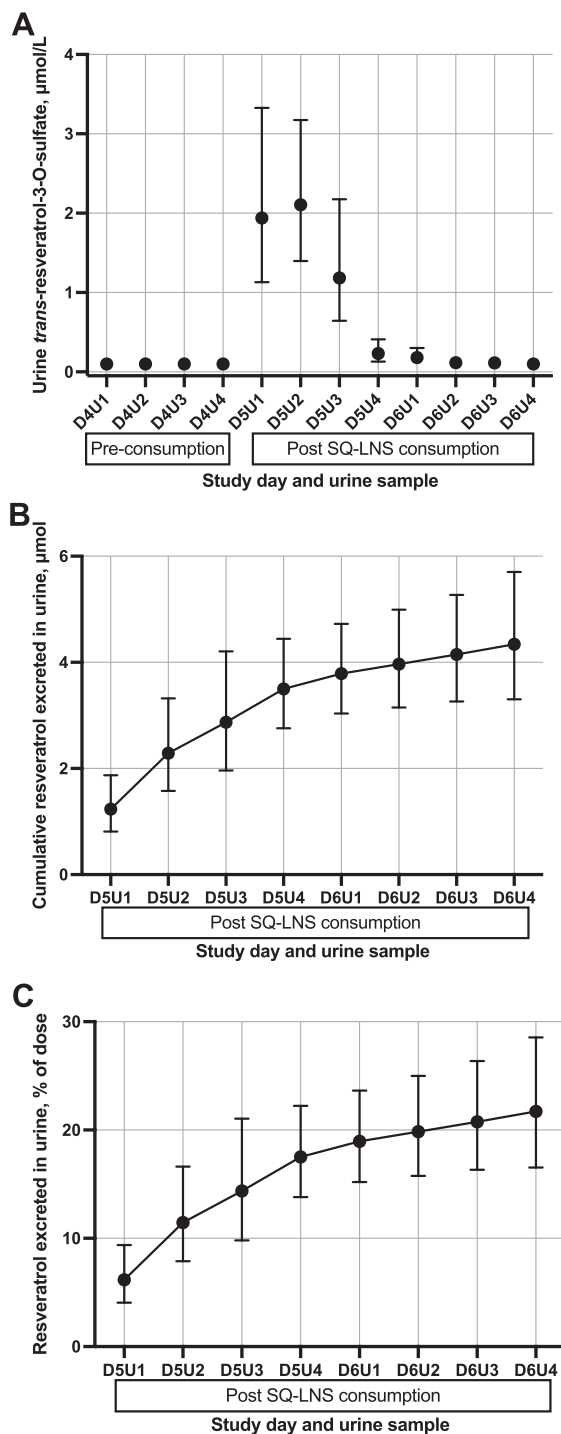 A
Urine trans-resveratrol-3-O-sulfate, µmol/L
4
3
2
1
0
D4U1 D4U2 D4U3 D4U4 D5U1 D5U2 D5U3 D5U4 D6U1 D6U2 D6U3 D6U4
Pre-consumption Post SQ-LNS consumption
Study day and urine sample
B
Cumulative resveratrol excreted in urine, µmol
6
4
2
0
D5U1 D5U2 D5U3 D5U4 D6U1 D6U2 D6U3 D6U4
Post SQ-LNS consumption
Study day and urine sample
C
Resveratrol excreted in urine, % of dose
30
20
10
0
D5U1 D5U2 D5U3 D5U4 D6U1 D6U2 D6U3 D6U4
Post SQ-LNS consumption
Study day and urine sample